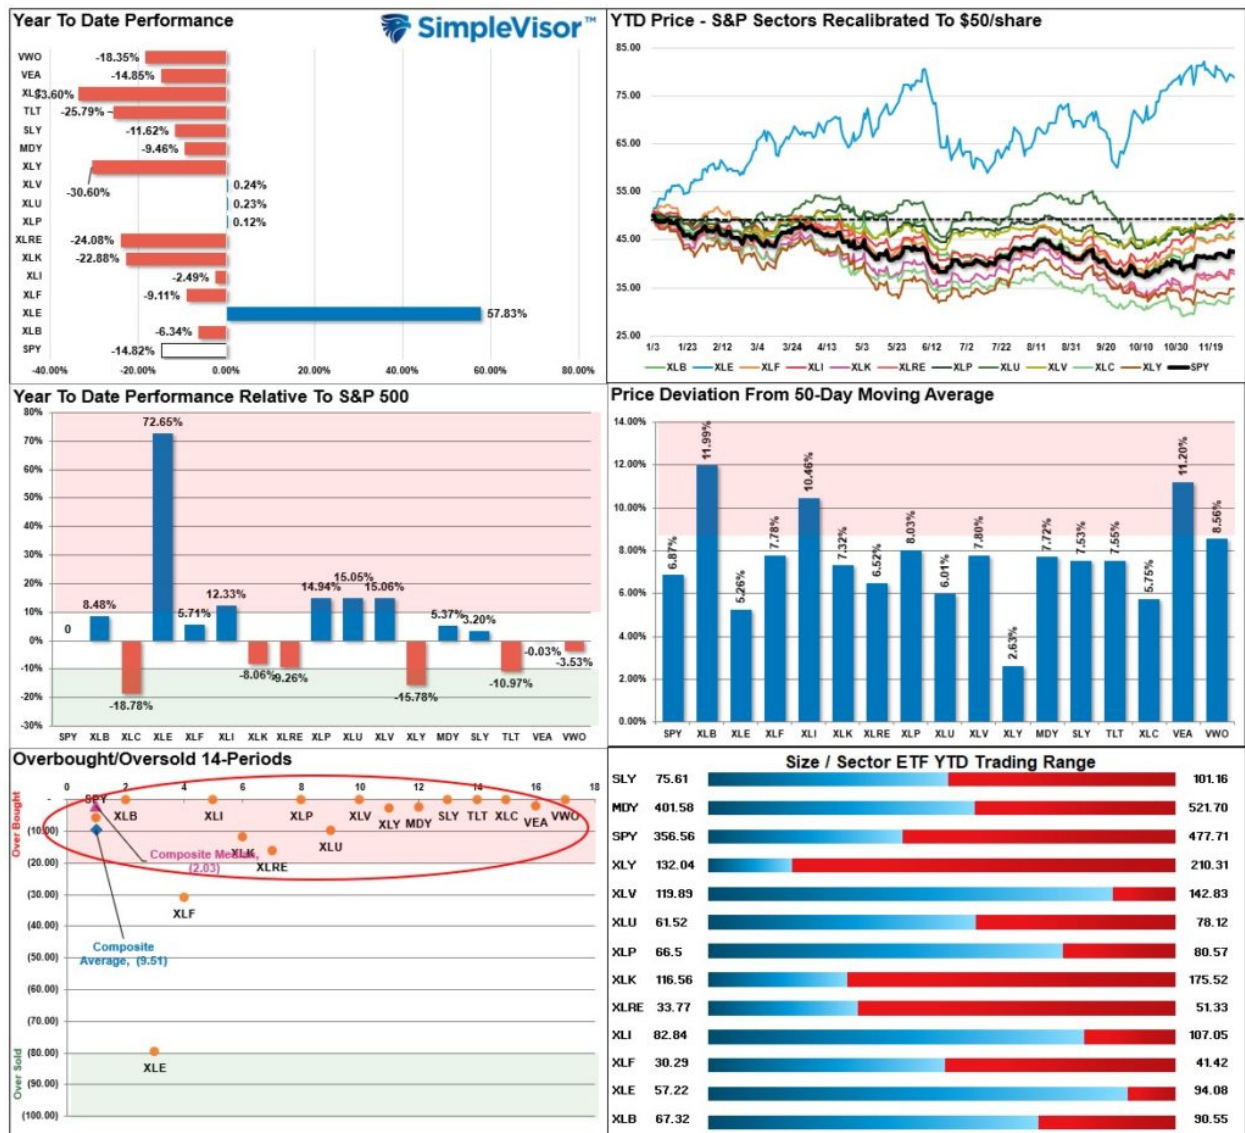 Year To Date Performance
SimpleVisor™
VWO
-18.35%
VEA
-14.85%
-33.60%
TLT
-25.79%
SLY
-11.62%
MDY
-9.46%
XLY
-30.60%
XLV
0.24%
XLU
0.23%
XLP
0.12%
XLRE
-24.08%
XLK
-22.88%
XLI
-2.49%
XLF
-9.11%
XLE
57.83%
XLB
-6.34%
SPY
-14.82%
-40.00% -20.00% 0.00% 20.00% 40.00% 60.00% 80.00%
YTD Price - S&P Sectors Recalibrated To $50/share
85.00
75.00
65.00
55.00
45.00
35.00
25.00
1/3 1/23 2/12 3/4 3/24 4/13 5/3 5/23 6/12 7/2 7/22 8/11 8/31 9/20 10/10 10/30 11/19
XLB XLE XLF XLI XLK XLRE XLP XLU XLV XLC XLY SPY
Year To Date Performance Relative To S&P 500
80%
70%
60%
50%
40%
30%
20%
10%
0%
-10%
-20%
-30%
0
8.48%
-18.78%
72.65%
5.71%
12.33%
-8.06%
-9.26%
14.94%
15.05%
15.06%
-15.78%
5.37%
3.20%
-10.97%
-0.03%
-3.53%
SPY XLB XLC XLE XLF XLI XLK XLRE XLP XLU XLV XLY MDY SLY TLT VEA VWO
Price Deviation From 50-Day Moving Average
14.00%
12.00%
10.00%
8.00%
6.00%
4.00%
2.00%
0.00%
6.87%
11.99%
5.26%
7.78%
10.46%
7.32%
6.52%
8.03%
6.01%
7.80%
2.63%
7.72%
7.53%
7.55%
5.75%
11.20%
8.56%
SPY XLB XLE XLF XLI XLK XLRE XLP XLU XLV XLY MDY SLY TLT XLC VEA VWO
Overbought/Oversold 14-Periods
0 2 4 6 8 10 12 14 16 18
-
(10.00)
(20.00)
(30.00)
(40.00)
(50.00)
(60.00)
(70.00)
(80.00)
(90.00)
(100.00)
Over Bought
Over Sold
SPY
XLB
XLI
XLP
XLV
XLY
MDY
SLY
TLT
XLC
VEA
VWO
XLU
XLK
XLRE
Composite Median,
(2.03)
XLF
Composite
Average, (9.51)
XLE
Size / Sector ETF YTD Trading Range
SLY 75.61 101.16
MDY 401.58 521.70
SPY 356.56 477.71
XLY 132.04 210.31
XLV 119.89 142.83
XLU 61.52 78.12
XLP 66.5 80.57
XLK 116.56 175.52
XLRE 33.77 51.33
XLI 82.84 107.05
XLF 30.29 41.42
XLE 57.22 94.08
XLB 67.32 90.55